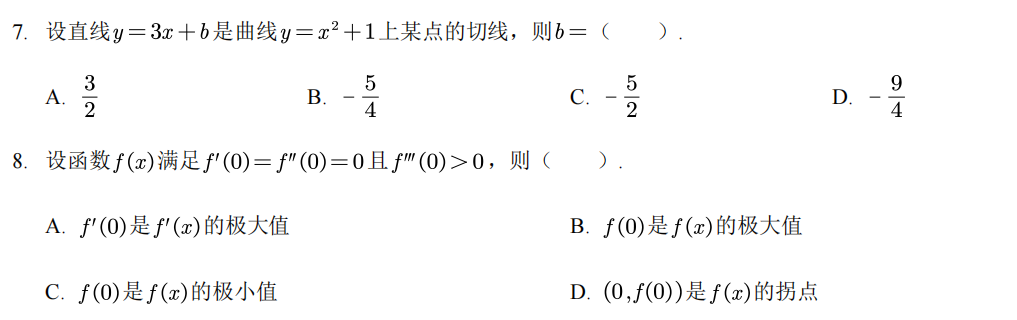 7. 设直线y=3x+b是曲线y=x²+1上某点的切线，则b=（ ）.
A. 3/2 B. -5/4 C. -5/2 D. -9/4
8. 设函数f(x)满足f′(0)=f″(0)=0且f‴(0)>0，则（ ）.
A. f′(0)是f′(x)的极大值 B. f(0)是f(x)的极大值
C. f(0)是f(x)的极小值 D. (0,f(0))是f(x)的拐点